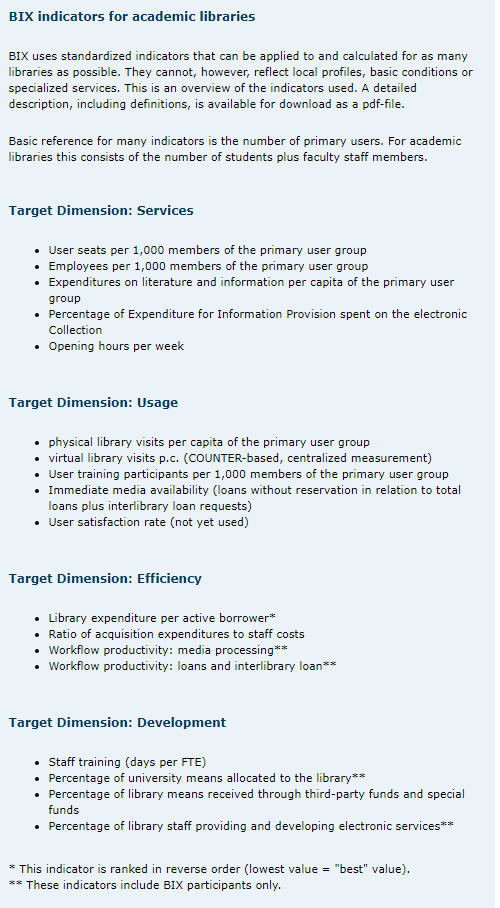 BIX indicators for academic libraries
BIX uses standardized indicators that can be applied to and calculated for as many
libraries as possible. They cannot, however, reflect local profiles, basic conditions or
specialized services. This is an overview of the indicators used. A detailed
description, including definitions, is available for download as a pdf-file.
Basic reference for many indicators is the number of primary users. For academic
libraries this consists of the number of students plus faculty staff members.
Target Dimension: Services
• User seats per 1,000 members of the primary user group
• Employees per 1,000 members of the primary user group
• Expenditures on literature and information per capita of the primary user
group
• Percentage of Expenditure for Information Provision spent on the electronic
Collection
• Opening hours per week
Target Dimension: Usage
• physical library visits per capita of the primary user group
• virtual library visits p.c. (COUNTER-based, centralized measurement)
• User training participants per 1,000 members of the primary user group
• Immediate media availability (loans without reservation in relation to total
loans plus interlibrary loan requests)
• User satisfaction rate (not yet used)
Target Dimension: Efficiency
• Library expenditure per active borrower*
• Ratio of acquisition expenditures to staff costs
• Workflow productivity: media processing**
• Workflow productivity: loans and interlibrary loan**
Target Dimension: Development
• Staff training (days per FTE)
• Percentage of university means allocated to the library**
• Percentage of library means received through third-party funds and special
funds
• Percentage of library staff providing and developing electronic services**
* This indicator is ranked in reverse order (lowest value = "best" value).
** These indicators include BIX participants only.